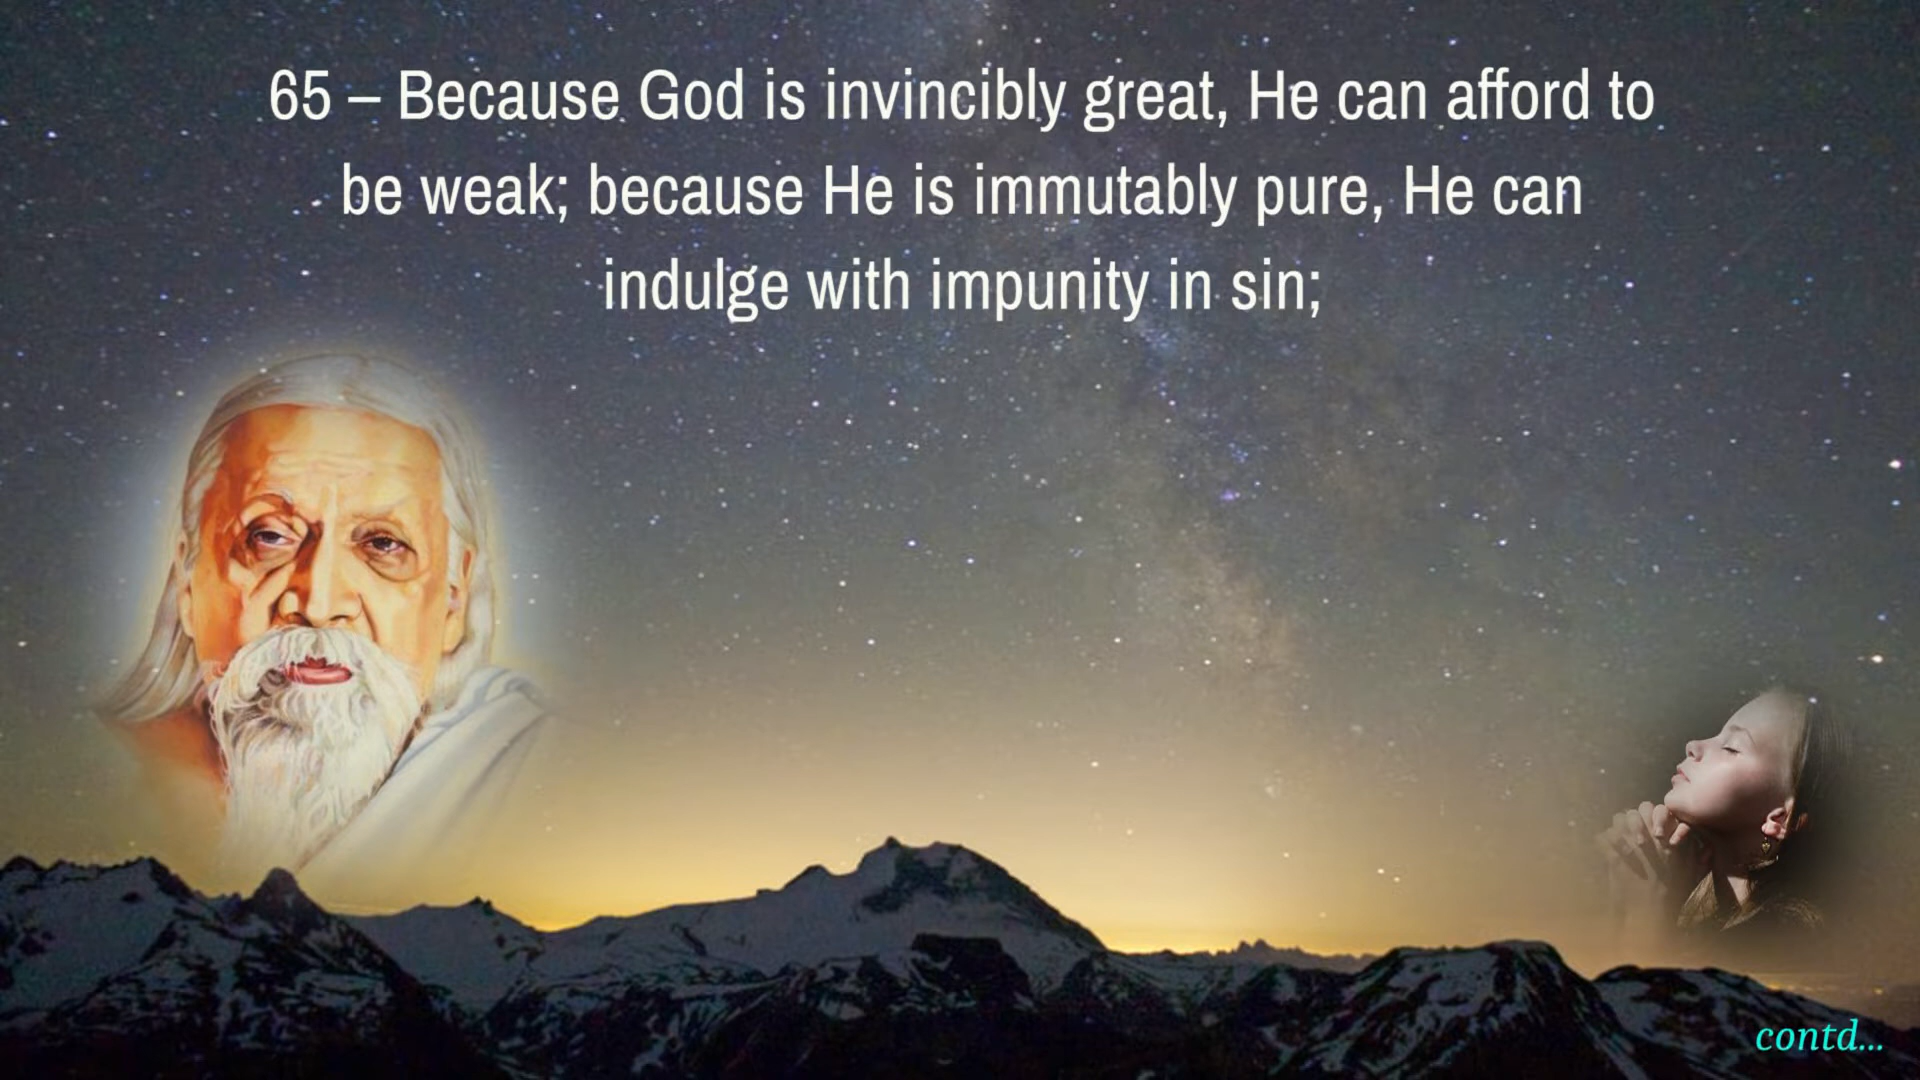 65 – Because God is invincibly great, He can afford to
be weak; because He is immutably pure, He can
indulge with impunity in sin;
contd...